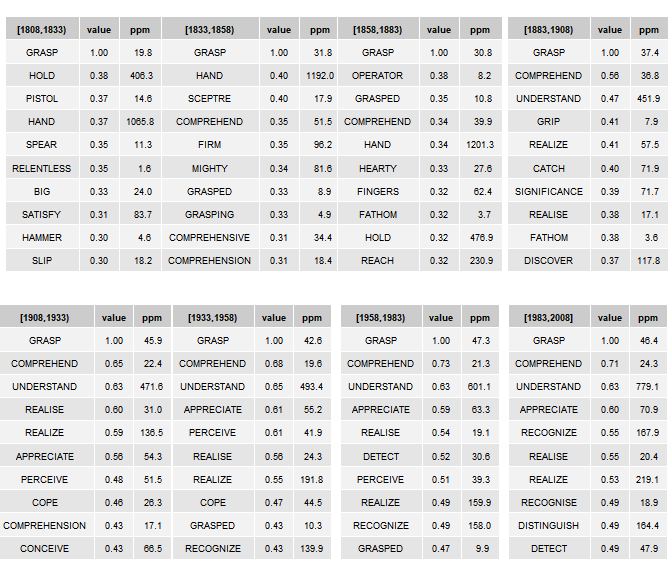 [1808,1833) value ppm [1833,1858) value ppm [1858,1883) value ppm [1883,1908) value ppm
GRASP 1.00 19.8 GRASP 1.00 31.8 GRASP 1.00 30.8 GRASP 1.00 37.4
HOLD 0.38 406.3 HAND 0.40 1192.0 OPERATOR 0.38 8.2 COMPREHEND 0.56 36.8
PISTOL 0.37 14.6 SCEPTRE 0.40 17.9 GRASPED 0.35 10.8 UNDERSTAND 0.47 451.9
HAND 0.37 1065.8 COMPREHEND 0.35 51.5 COMPREHEND 0.34 39.9 GRIP 0.41 7.9
SPEAR 0.35 11.3 FIRM 0.35 96.2 HAND 0.34 1201.3 REALIZE 0.41 57.5
RELENTLESS 0.35 1.6 MIGHTY 0.34 81.6 HEARTY 0.33 27.6 CATCH 0.40 71.9
BIG 0.33 24.0 GRASPED 0.33 8.9 FINGERS 0.32 62.4 SIGNIFICANCE 0.39 71.7
SATISFY 0.31 83.7 GRASPING 0.33 4.9 FATHOM 0.32 3.7 REALISE 0.38 17.1
HAMMER 0.30 4.6 COMPREHENSIVE 0.31 34.4 HOLD 0.32 476.9 FATHOM 0.38 3.6
SLIP 0.30 18.2 COMPREHENSION 0.31 18.4 REACH 0.32 230.9 DISCOVER 0.37 117.8
[1908,1933) value ppm [1933,1958) value ppm [1958,1983) value ppm [1983,2008] value ppm
GRASP 1.00 45.9 GRASP 1.00 42.6 GRASP 1.00 47.3 GRASP 1.00 46.4
COMPREHEND 0.65 22.4 COMPREHEND 0.68 19.6 COMPREHEND 0.73 21.3 COMPREHEND 0.71 24.3
UNDERSTAND 0.63 471.6 UNDERSTAND 0.65 493.4 UNDERSTAND 0.63 601.1 UNDERSTAND 0.63 779.1
REALISE 0.60 31.0 APPRECIATE 0.61 55.2 APPRECIATE 0.59 63.3 APPRECIATE 0.60 70.9
REALIZE 0.59 136.5 PERCEIVE 0.61 41.9 REALISE 0.54 19.1 RECOGNIZE 0.55 167.9
APPRECIATE 0.56 54.3 REALISE 0.56 24.3 DETECT 0.52 30.6 REALISE 0.55 20.4
PERCEIVE 0.48 51.5 REALIZE 0.55 191.8 PERCEIVE 0.51 39.3 REALIZE 0.53 219.1
COPE 0.46 26.3 COPE 0.47 44.5 REALIZE 0.49 159.9 RECOGNISE 0.49 18.9
COMPREHENSION 0.43 17.1 GRASPED 0.43 10.3 RECOGNIZE 0.49 158.0 DISTINGUISH 0.49 164.4
CONCEIVE 0.43 66.5 RECOGNIZE 0.43 139.9 GRASPED 0.47 9.9 DETECT 0.49 47.9